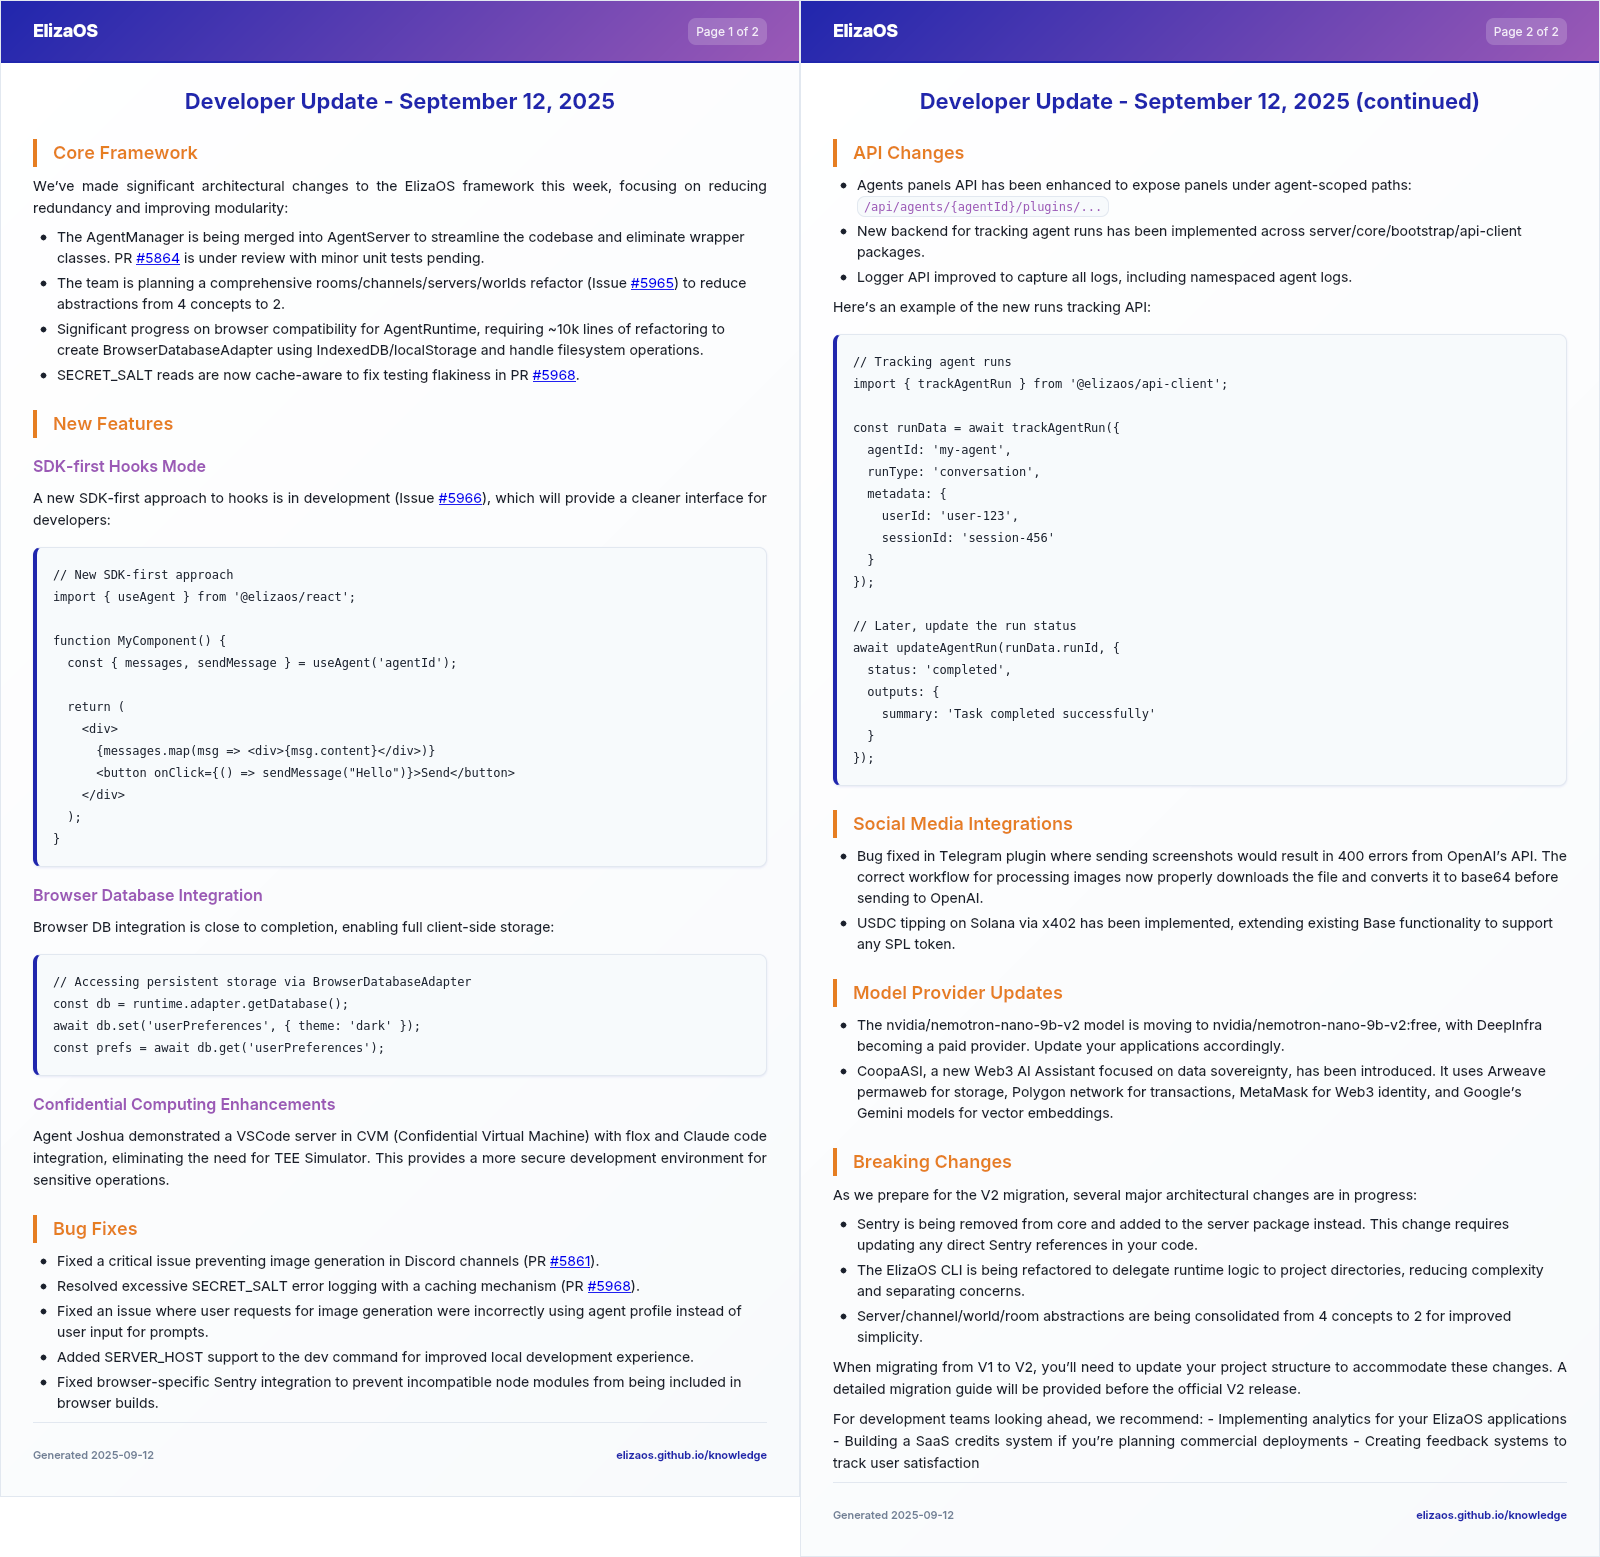 ElizaOS
Page 1 of 2
Developer Update - September 12, 2025
Core Framework
We've made significant architectural changes to the ElizaOS framework this week, focusing on reducing
redundancy and improving modularity:
• The AgentManager is being merged into AgentServer to streamline the codebase and eliminate wrapper
classes. PR #5864 is under review with minor unit tests pending.
• The team is planning a comprehensive rooms/channels/servers/worlds refactor (Issue #5965) to reduce
abstractions from 4 concepts to 2.
• Significant progress on browser compatibility for AgentRuntime, requiring ~10k lines of refactoring to
create BrowserDatabaseAdapter using IndexedDB/localStorage and handle filesystem operations.
• SECRET_SALT reads are now cache-aware to fix testing flakiness in PR #5968.
New Features
SDK-first Hooks Mode
A new SDK-first approach to hooks is in development (Issue #5966), which will provide a cleaner interface for
developers:
// New SDK-first approach
import { useAgent } from '@elizaos/react';

function MyComponent() {
  const { messages, sendMessage } = useAgent('agentId');

  return (
    <div>
      {messages.map(msg => <div>{msg.content}</div>)}
      <button onClick={() => sendMessage("Hello")}>Send</button>
    </div>
  );
}
Browser Database Integration
Browser DB integration is close to completion, enabling full client-side storage:
// Accessing persistent storage via BrowserDatabaseAdapter
const db = runtime.adapter.getDatabase();
await db.set('userPreferences', { theme: 'dark' });
const prefs = await db.get('userPreferences');
Confidential Computing Enhancements
Agent Joshua demonstrated a VSCode server in CVM (Confidential Virtual Machine) with flox and Claude code
integration, eliminating the need for TEE Simulator. This provides a more secure development environment for
sensitive operations.
Bug Fixes
• Fixed a critical issue preventing image generation in Discord channels (PR #5861).
• Resolved excessive SECRET_SALT error logging with a caching mechanism (PR #5968).
• Fixed an issue where user requests for image generation were incorrectly using agent profile instead of
user input for prompts.
• Added SERVER_HOST support to the dev command for improved local development experience.
• Fixed browser-specific Sentry integration to prevent incompatible node modules from being included in
browser builds.
Generated 2025-09-12
elizaos.github.io/knowledge
ElizaOS
Page 2 of 2
Developer Update - September 12, 2025 (continued)
API Changes
• Agents panels API has been enhanced to expose panels under agent-scoped paths:
/api/agents/{agentId}/plugins/...
• New backend for tracking agent runs has been implemented across server/core/bootstrap/api-client
packages.
• Logger API improved to capture all logs, including namespaced agent logs.
Here's an example of the new runs tracking API:
// Tracking agent runs
import { trackAgentRun } from '@elizaos/api-client';

const runData = await trackAgentRun({
  agentId: 'my-agent',
  runType: 'conversation',
  metadata: {
    userId: 'user-123',
    sessionId: 'session-456'
  }
});

// Later, update the run status
await updateAgentRun(runData.runId, {
  status: 'completed',
  outputs: {
    summary: 'Task completed successfully'
  }
});
Social Media Integrations
• Bug fixed in Telegram plugin where sending screenshots would result in 400 errors from OpenAI's API. The
correct workflow for processing images now properly downloads the file and converts it to base64 before
sending to OpenAI.
• USDC tipping on Solana via x402 has been implemented, extending existing Base functionality to support
any SPL token.
Model Provider Updates
• The nvidia/nemotron-nano-9b-v2 model is moving to nvidia/nemotron-nano-9b-v2:free, with DeepInfra
becoming a paid provider. Update your applications accordingly.
• CoopaASI, a new Web3 AI Assistant focused on data sovereignty, has been introduced. It uses Arweave
permaweb for storage, Polygon network for transactions, MetaMask for Web3 identity, and Google's
Gemini models for vector embeddings.
Breaking Changes
As we prepare for the V2 migration, several major architectural changes are in progress:
• Sentry is being removed from core and added to the server package instead. This change requires
updating any direct Sentry references in your code.
• The ElizaOS CLI is being refactored to delegate runtime logic to project directories, reducing complexity
and separating concerns.
• Server/channel/world/room abstractions are being consolidated from 4 concepts to 2 for improved
simplicity.
When migrating from V1 to V2, you'll need to update your project structure to accommodate these changes. A
detailed migration guide will be provided before the official V2 release.
For development teams looking ahead, we recommend: - Implementing analytics for your ElizaOS applications
- Building a SaaS credits system if you're planning commercial deployments - Creating feedback systems to
track user satisfaction
Generated 2025-09-12
elizaos.github.io/knowledge